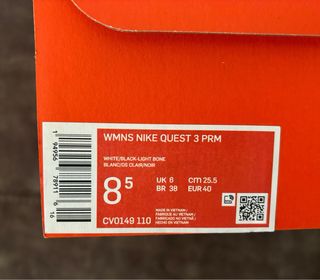 WMNS NIKE QUEST 3 PRM
WHITE/BLACK-LIGHT BONE
BLANC/OS CLAIR/NOIR
8.5
UK 6 CM 25.5
BR 38 EUR 40
CV0149 110
MADE IN VIETNAM /
FABRIQUÉ AU VIETNAM /
HECHO EN VIETNAM